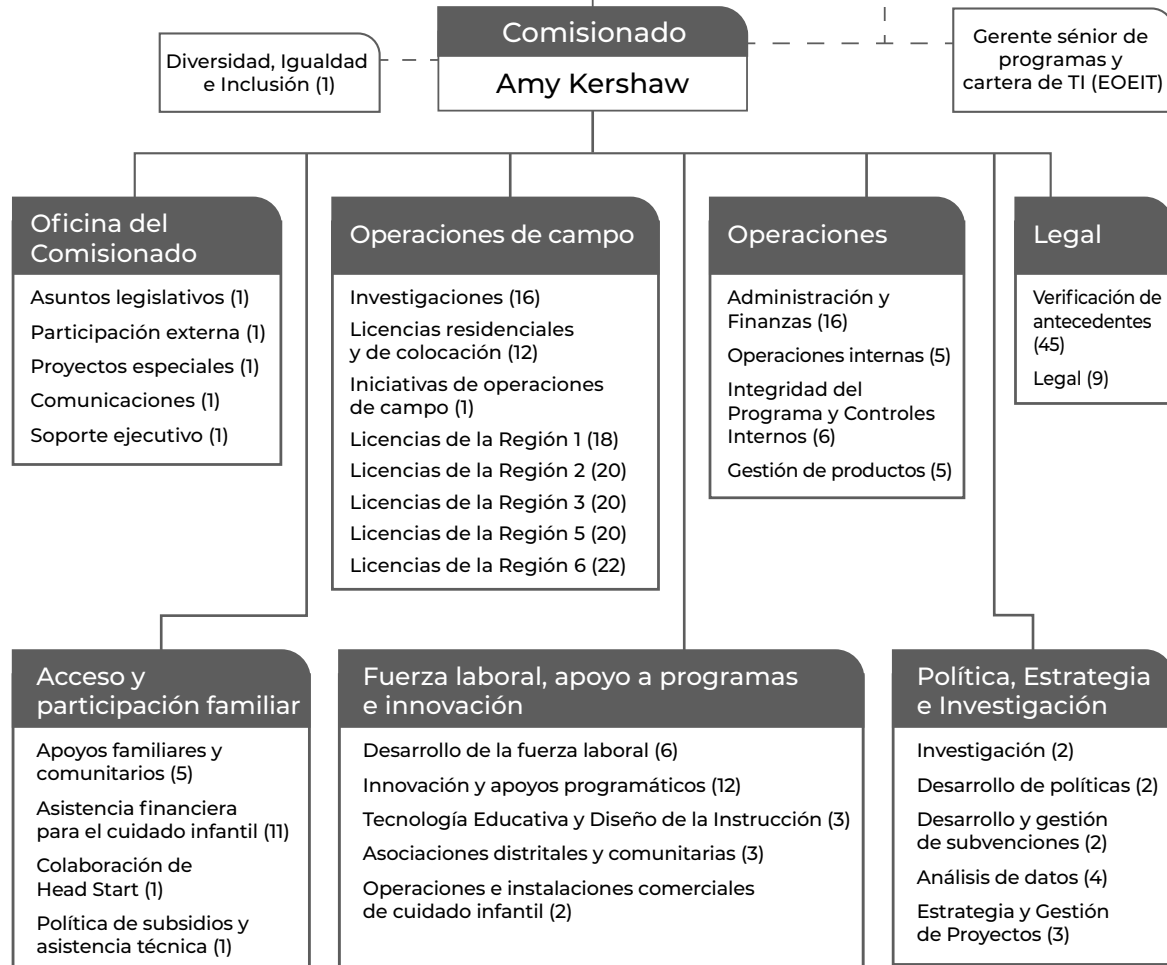 Comisionado
Amy Kershaw
Diversidad, Igualdad
e Inclusión (1)
Gerente sénior de
programas y
cartera de TI (EOEIT)
Oficina del
Comisionado
Asuntos legislativos (1)
Participación externa (1)
Proyectos especiales (1)
Comunicaciones (1)
Soporte ejecutivo (1)
Operaciones de campo
Investigaciones (16)
Licencias residenciales
y de colocación (12)
Iniciativas de operaciones
de campo (1)
Licencias de la Región 1 (18)
Licencias de la Región 2 (20)
Licencias de la Región 3 (20)
Licencias de la Región 5 (20)
Licencias de la Región 6 (22)
Operaciones
Administración y
Finanzas (16)
Operaciones internas (5)
Integridad del
Programa y Controles
Internos (6)
Gestión de productos (5)
Legal
Verificación de
antecedentes
(45)
Legal (9)
Acceso y
participación familiar
Apoyos familiares y
comunitarios (5)
Asistencia financiera
para el cuidado infantil (11)
Colaboración de
Head Start (1)
Política de subsidios y
asistencia técnica (1)
Fuerza laboral, apoyo a programas
e innovación
Desarrollo de la fuerza laboral (6)
Innovación y apoyos programáticos (12)
Tecnología Educativa y Diseño de la Instrucción (3)
Asociaciones distritales y comunitarias (3)
Operaciones e instalaciones comerciales
de cuidado infantil (2)
Política, Estrategia
e Investigación
Investigación (2)
Desarrollo de políticas (2)
Desarrollo y gestión
de subvenciones (2)
Análisis de datos (4)
Estrategia y Gestión
de Proyectos (3)